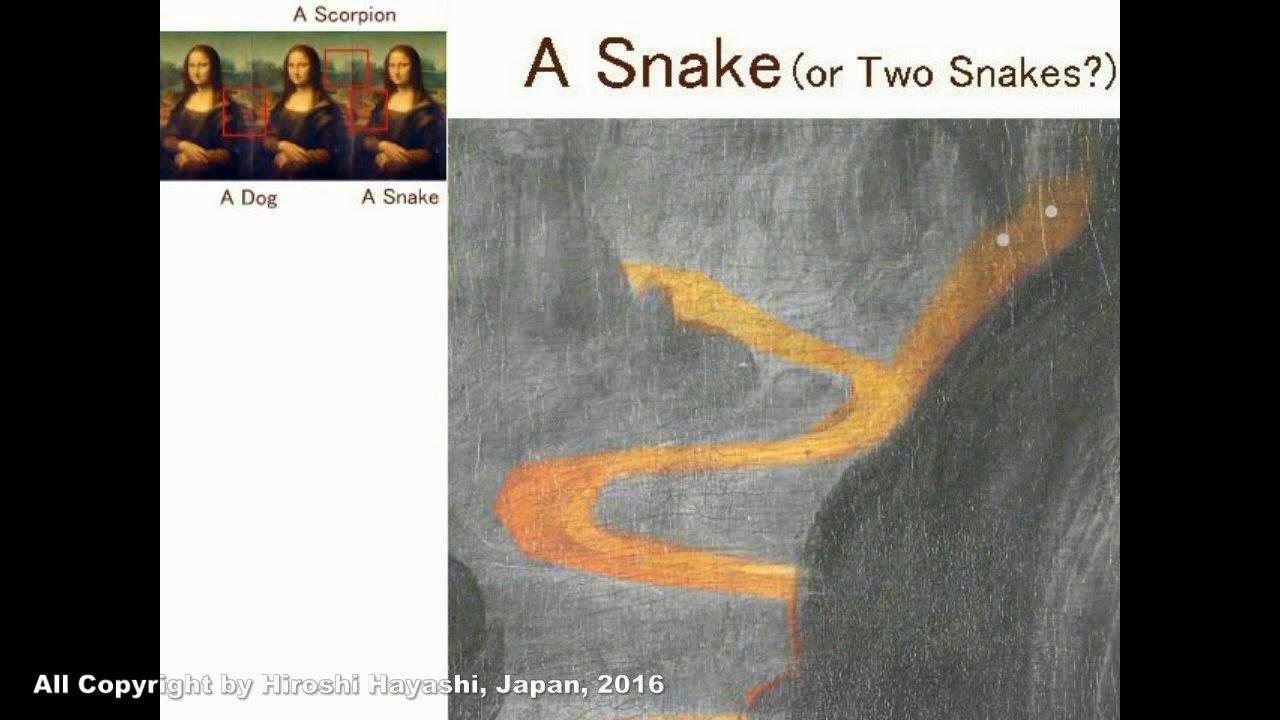 A Scorpion
A Snake (or Two Snakes?)
A Dog
A Snake
All Copyright by Hiroshi Hayashi, Japan, 2016